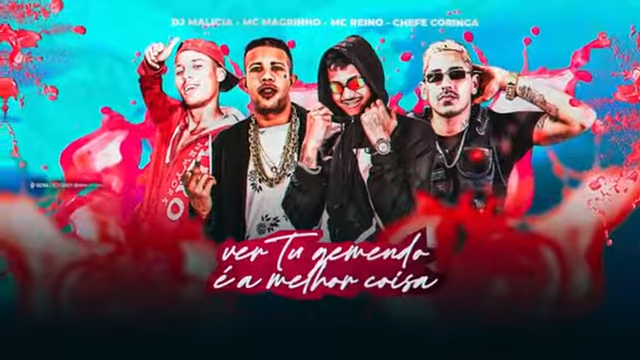 DJ MALICIA - MC MAGRINHO - MC REINO - CHEFE CORINGA
ver Tu gemendo
é a melhor coisa